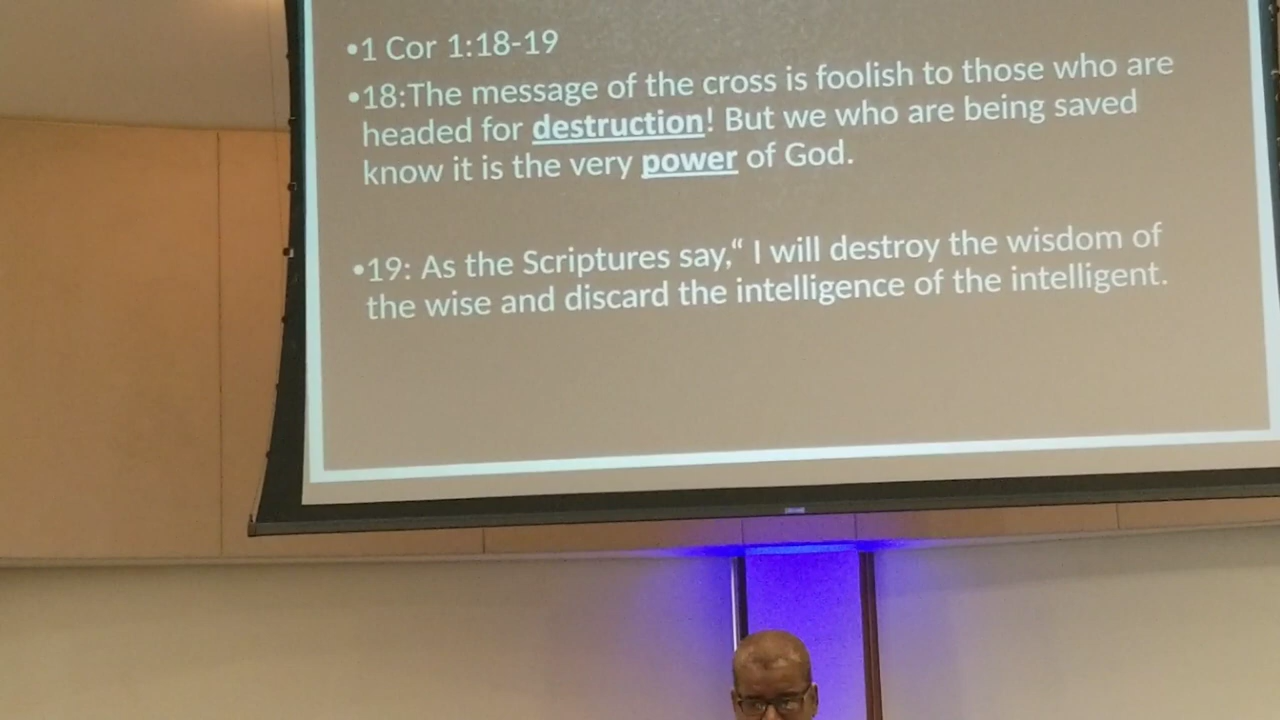 •1 Cor 1:18-19
•18:The message of the cross is foolish to those who are
headed for destruction! But we who are being saved
know it is the very power of God.
•19: As the Scriptures say,“ I will destroy the wisdom of
the wise and discard the intelligence of the intelligent.